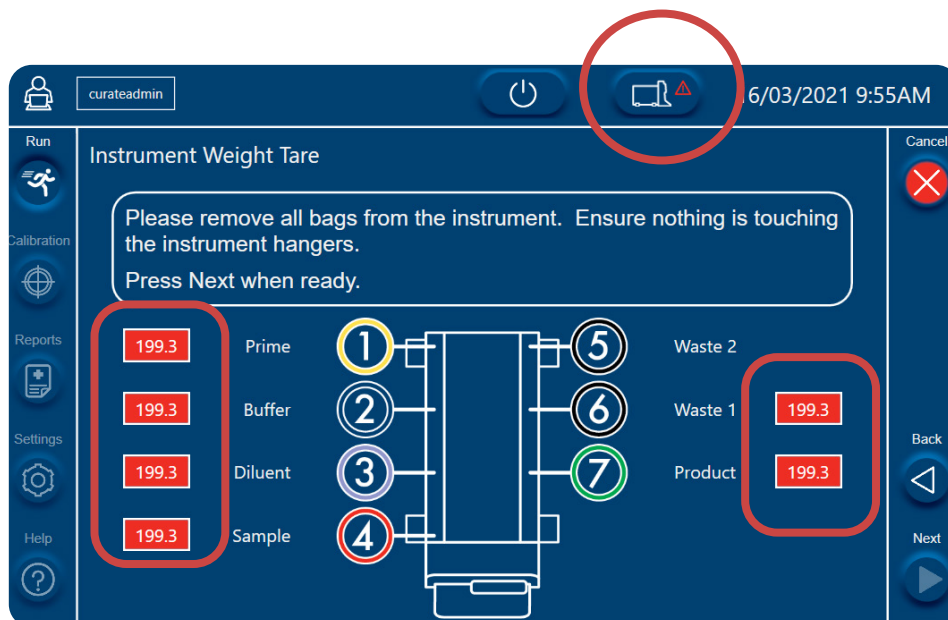 curateadmin
6/03/2021 9:55AM
Run
Instrument Weight Tare
Cancel
Please remove all bags from the instrument. Ensure nothing is touching
the instrument hangers.
Press Next when ready.
Calibration
Reports
Settings
Help
199.3 Prime 1 5 Waste 2
199.3 Buffer 2 6 Waste 1 199.3
199.3 Diluent 3 7 Product 199.3
199.3 Sample 4
Back
Next